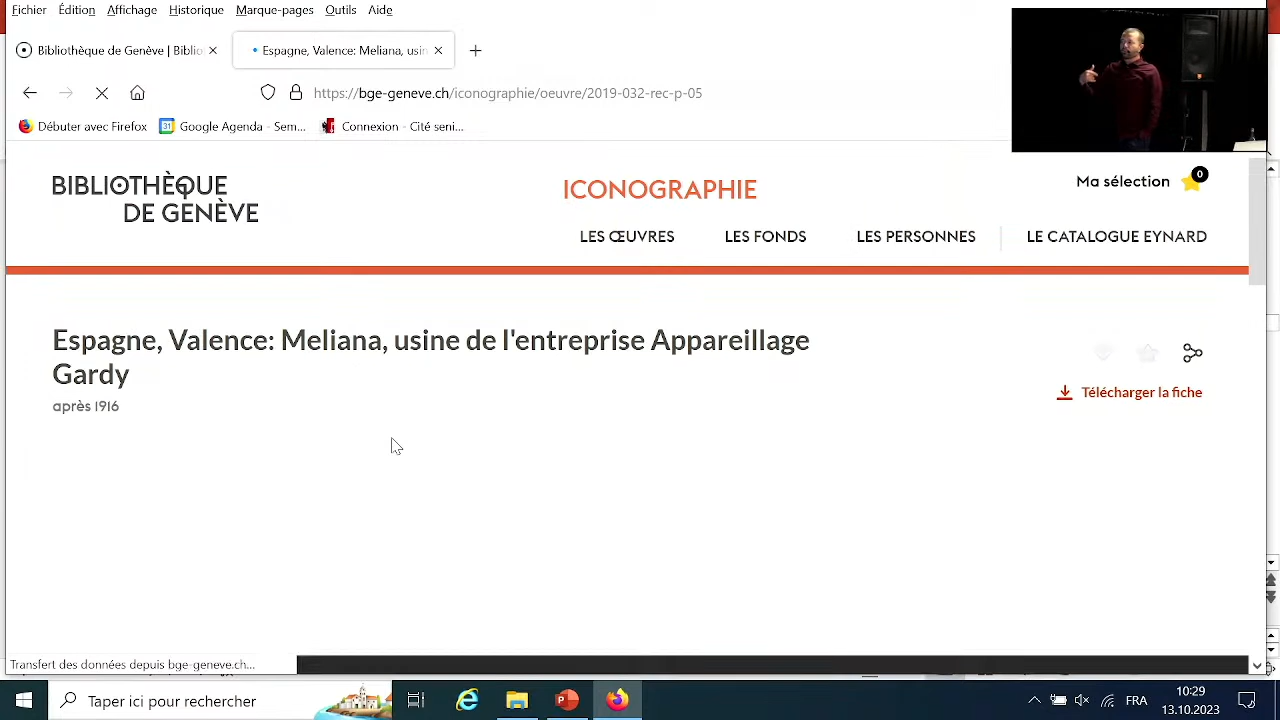 Fichier Édition Affichage Historique Marque-pages Outils Aide
Bibliothèque de Genève | Biblio Espagne, Valence: Meliana, usin
https://bge-geneve.ch/iconographie/oeuvre/2019-032-rec-p-05
Débuter avec Firefox 31 Google Agenda - Sem... Connexion - Cité seni...
BIBLIOTHÈQUE
DE GENÈVE
ICONOGRAPHIE
Ma sélection 0
LES ŒUVRES LES FONDS LES PERSONNES LE CATALOGUE EYNARD
Espagne, Valence: Meliana, usine de l'entreprise Appareillage
Gardy
après 1916
Télécharger la fiche
Transfert des données depuis bge-geneve.ch...
Taper ici pour rechercher
FRA
10:29
13.10.2023